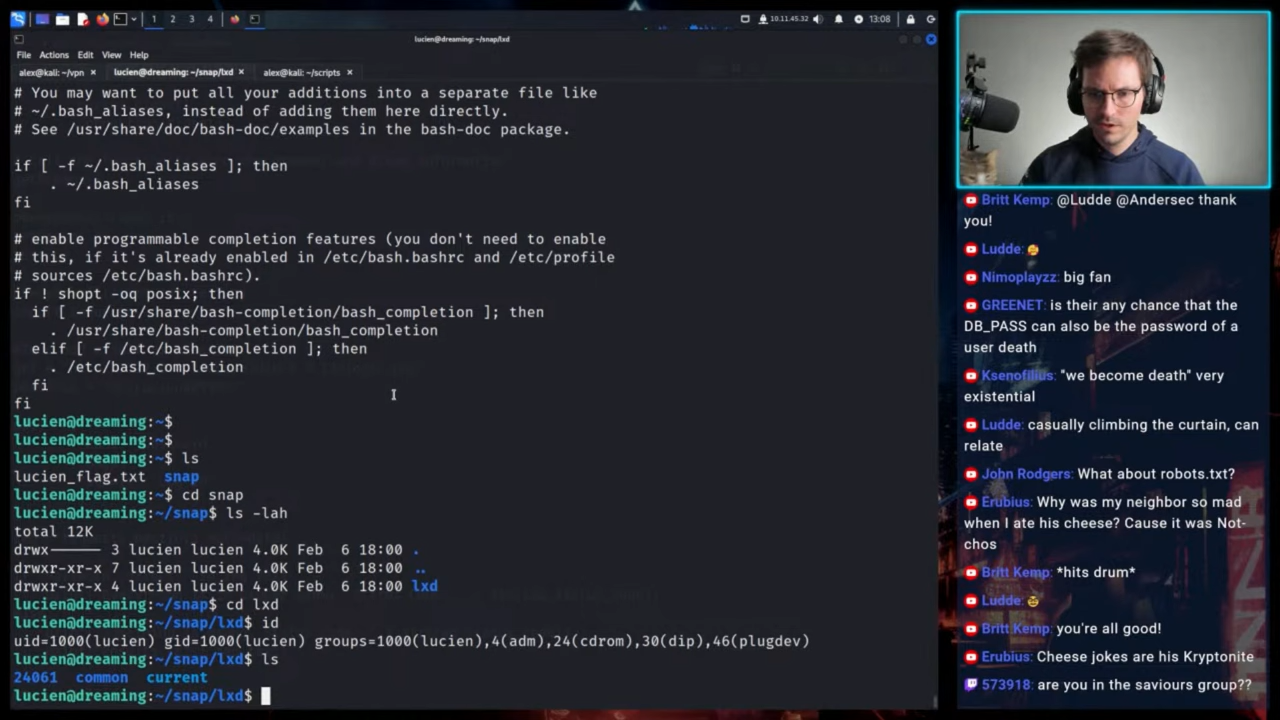 1 2 3 4
10.11.45.32
13:08
lucien@dreaming: ~/snap/lxd
File Actions Edit View Help
alex@kali: ~/vpn × lucien@dreaming: ~/snap/lxd × alex@kali: ~/scripts ×
# You may want to put all your additions into a separate file like
# ~/.bash_aliases, instead of adding them here directly.
# See /usr/share/doc/bash-doc/examples in the bash-doc package.
if [ -f ~/.bash_aliases ]; then
. ~/.bash_aliases
fi
# enable programmable completion features (you don't need to enable
# this, if it's already enabled in /etc/bash.bashrc and /etc/profile
# sources /etc/bash.bashrc).
if ! shopt -oq posix; then
if [ -f /usr/share/bash-completion/bash_completion ]; then
. /usr/share/bash-completion/bash_completion
elif [ -f /etc/bash_completion ]; then
. /etc/bash_completion
fi
fi
lucien@dreaming:~$
lucien@dreaming:~$
lucien@dreaming:~$ ls
lucien_flag.txt snap
lucien@dreaming:~$ cd snap
lucien@dreaming:~/snap$ ls -lah
total 12K
drwx------ 3 lucien lucien 4.0K Feb 6 18:00 .
drwxr-xr-x 7 lucien lucien 4.0K Feb 6 18:00 ..
drwxr-xr-x 4 lucien lucien 4.0K Feb 6 18:00 lxd
lucien@dreaming:~/snap$ cd lxd
lucien@dreaming:~/snap/lxd$ id
uid=1000(lucien) gid=1000(lucien) groups=1000(lucien),4(adm),24(cdrom),30(dip),46(plugdev)
lucien@dreaming:~/snap/lxd$ ls
24061 common current
lucien@dreaming:~/snap/lxd$
Britt Kemp: @Ludde @Andersec thank
you!
Ludde:
Nimoplayzz: big fan
GREENET: is their any chance that the
DB_PASS can also be the password of a
user death
Ksenofilius: "we become death" very
existential
Ludde: casually climbing the curtain, can
relate
John Rodgers: What about robots.txt?
Erubius: Why was my neighbor so mad
when I ate his cheese? Cause it was Not-
chos
Britt Kemp: *hits drum*
Ludde:
Britt Kemp: you're all good!
Erubius: Cheese jokes are his Kryptonite
573918: are you in the saviours group??